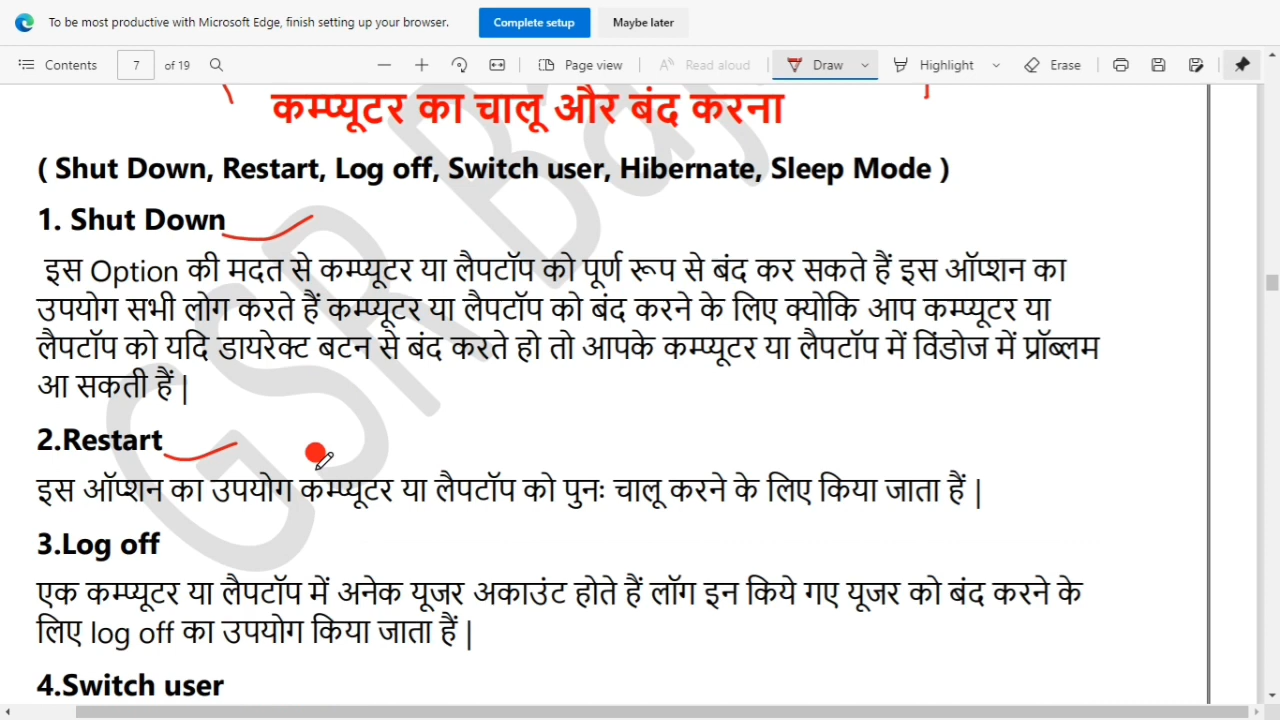 To be most productive with Microsoft Edge, finish setting up your browser. Complete setup Maybe later
Contents 7 of 19 Page view Read aloud Draw Highlight Erase
कम्प्यूटर का चालू और बंद करना
( Shut Down, Restart, Log off, Switch user, Hibernate, Sleep Mode )
1. Shut Down
इस Option की मदत से कम्प्यूटर या लैपटॉप को पूर्ण रूप से बंद कर सकते हैं इस ऑप्शन का
उपयोग सभी लोग करते हैं कम्प्यूटर या लैपटॉप को बंद करने के लिए क्योकि आप कम्प्यूटर या
लैपटॉप को यदि डायरेक्ट बटन से बंद करते हो तो आपके कम्प्यूटर या लैपटॉप में विंडोज में प्रॉब्लम
आ सकती हैं |
2.Restart
इस ऑप्शन का उपयोग कम्प्यूटर या लैपटॉप को पुनः चालू करने के लिए किया जाता हैं |
3.Log off
एक कम्प्यूटर या लैपटॉप में अनेक यूजर अकाउंट होते हैं लॉग इन किये गए यूजर को बंद करने के
लिए log off का उपयोग किया जाता हैं |
4.Switch user